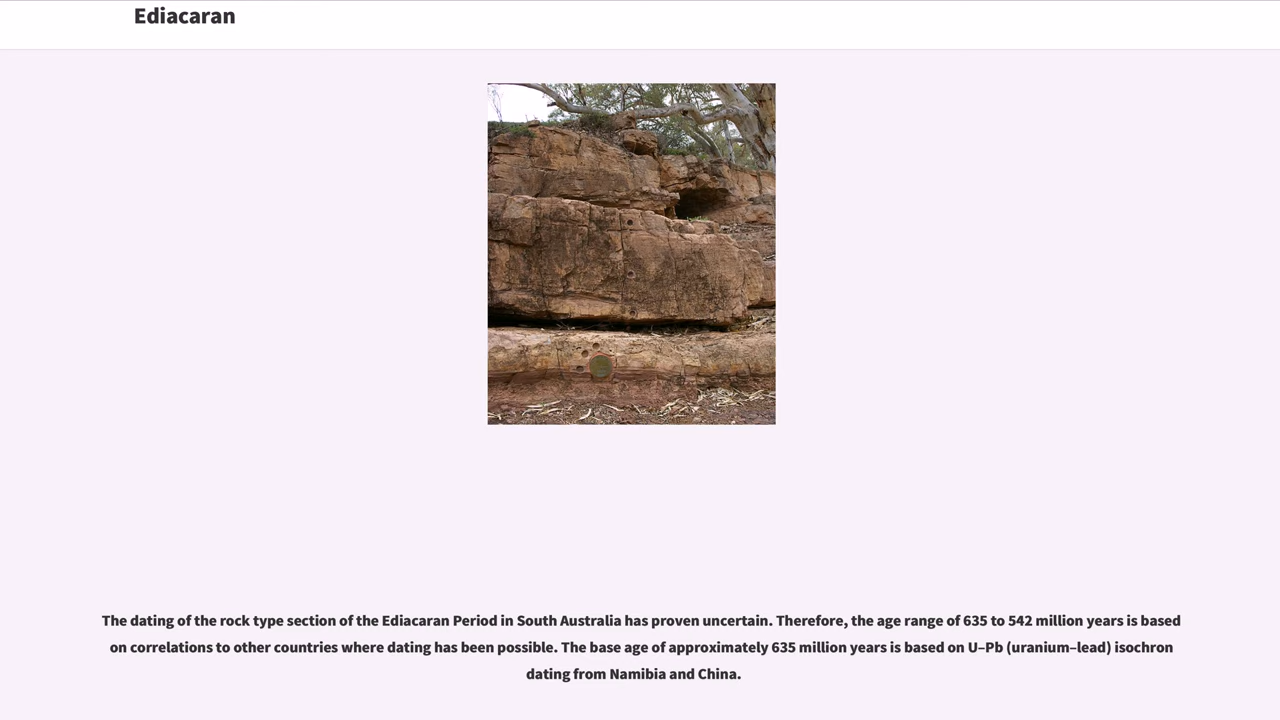 Ediacaran
The dating of the rock type section of the Ediacaran Period in South Australia has proven uncertain. Therefore, the age range of 635 to 542 million years is based
on correlations to other countries where dating has been possible. The base age of approximately 635 million years is based on U–Pb (uranium–lead) isochron
dating from Namibia and China.